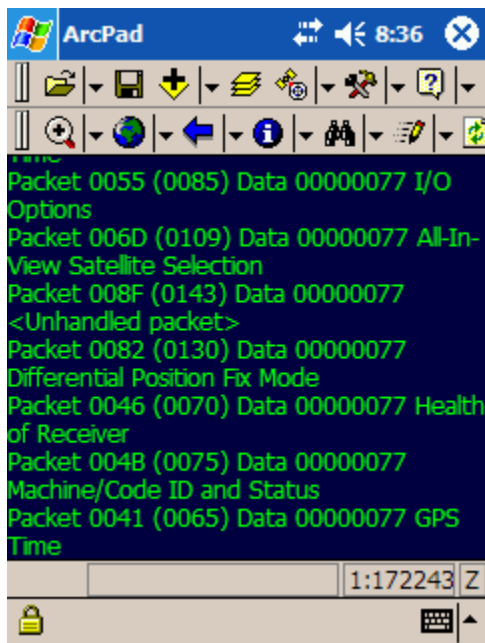 ArcPad 8:36
Time
Packet 0055 (0085) Data 00000077 I/O
Options
Packet 006D (0109) Data 00000077 All-In-
View Satellite Selection
Packet 008F (0143) Data 00000077
<Unhandled packet>
Packet 0082 (0130) Data 00000077
Differential Position Fix Mode
Packet 0046 (0070) Data 00000077 Health
of Receiver
Packet 004B (0075) Data 00000077
Machine/Code ID and Status
Packet 0041 (0065) Data 00000077 GPS
Time
1:172243 Z